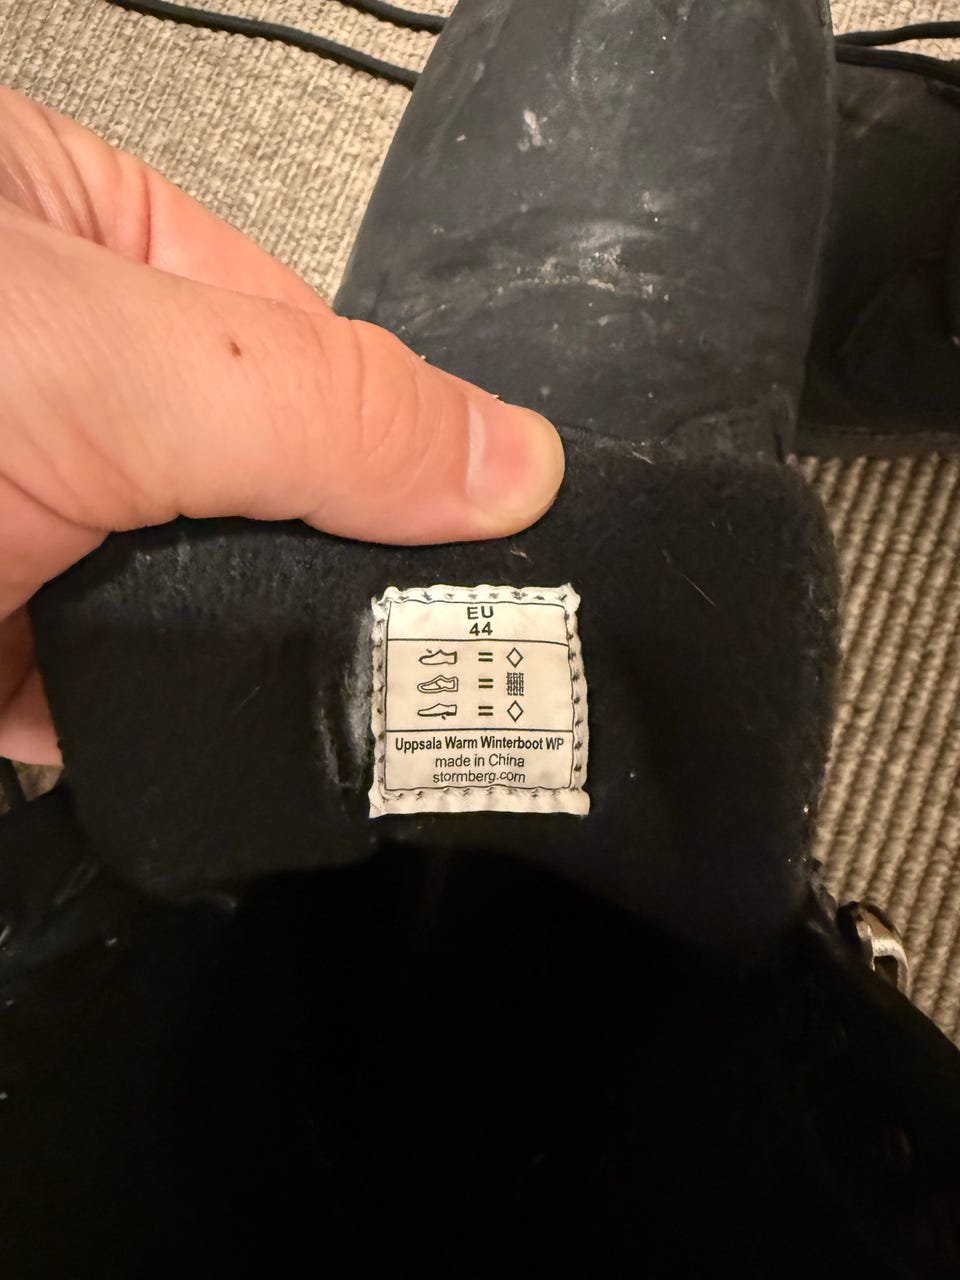 EU
44
=
=
=
Uppsala Warm Winterboot WP
made in China
stormberg.com